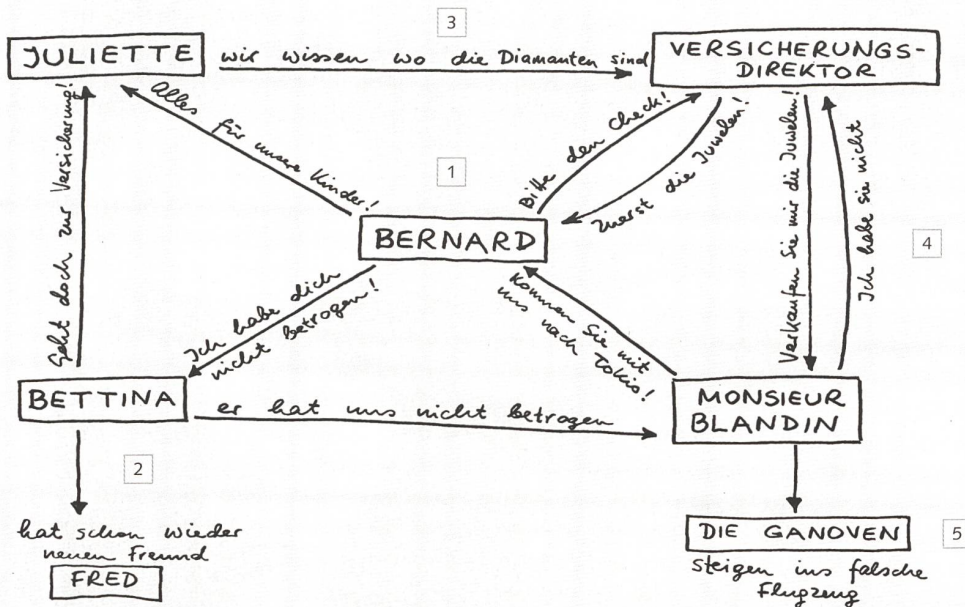 3
JULIETTE
wir wissen wo die Diamanten sind
VERSICHERUNGS-
DIREKTOR
Geht doch zur Versicherung!
Alles für unsere Kinder!
1
Bitte den Check!
zuerst die Juwelen!
Verkaufen Sie mir die Juwelen!
Ich habe sie nicht
4
BERNARD
Ich habe dich
nicht betrogen!
Kommen Sie mit
uns nach Tokio!
BETTINA
er hat uns nicht betrogen
MONSIEUR
BLANDIN
2
hat schon wieder
neuen Freund
FRED
DIE GANOVEN
5
steigen ins falsche
Flugzeug